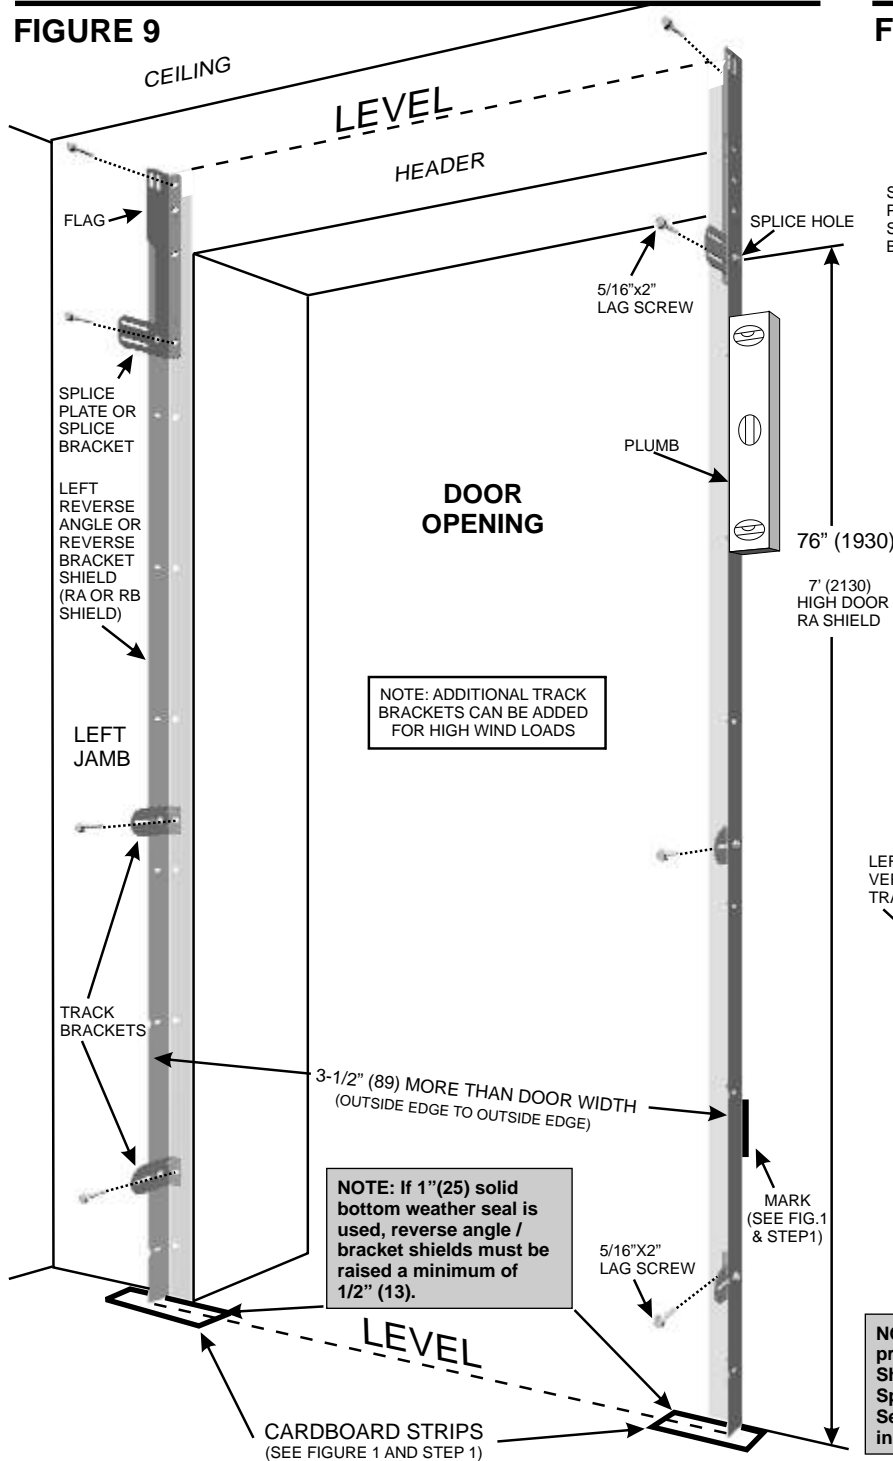 FIGURE 9
F
CEILING
LEVEL
HEADER
FLAG
SPLICE HOLE
5/16”x2”
LAG SCREW
SPLICE
PLATE OR
SPLICE
BRACKET
PLUMB
LEFT
REVERSE
ANGLE OR
REVERSE
BRACKET
SHIELD
(RA OR RB
SHIELD)
DOOR
OPENING
76” (1930)
7’ (2130)
HIGH DOOR
RA SHIELD
NOTE: ADDITIONAL TRACK
BRACKETS CAN BE ADDED
FOR HIGH WIND LOADS
LEFT
JAMB
TRACK
BRACKETS
3-1/2” (89) MORE THAN DOOR WIDTH
(OUTSIDE EDGE TO OUTSIDE EDGE)
MARK
(SEE FIG.1
& STEP1)
NOTE: If 1”(25) solid
bottom weather seal is
used, reverse angle /
bracket shields must be
raised a minimum of
1/2” (13).
5/16”X2”
LAG SCREW
LEVEL
CARDBOARD STRIPS
(SEE FIGURE 1 AND STEP 1)